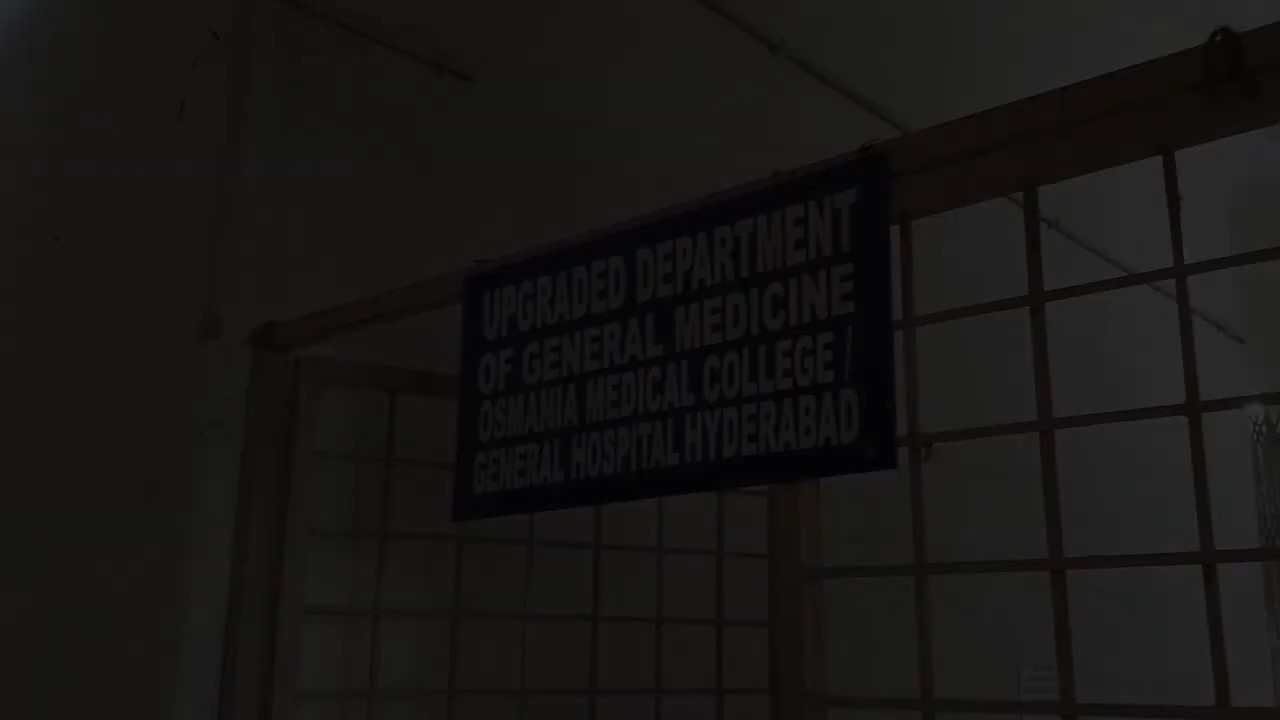 UPGRADED DEPARTMENT
OF GENERAL MEDICINE
OSMANIA MEDICAL COLLEGE /
GENERAL HOSPITAL HYDERABAD